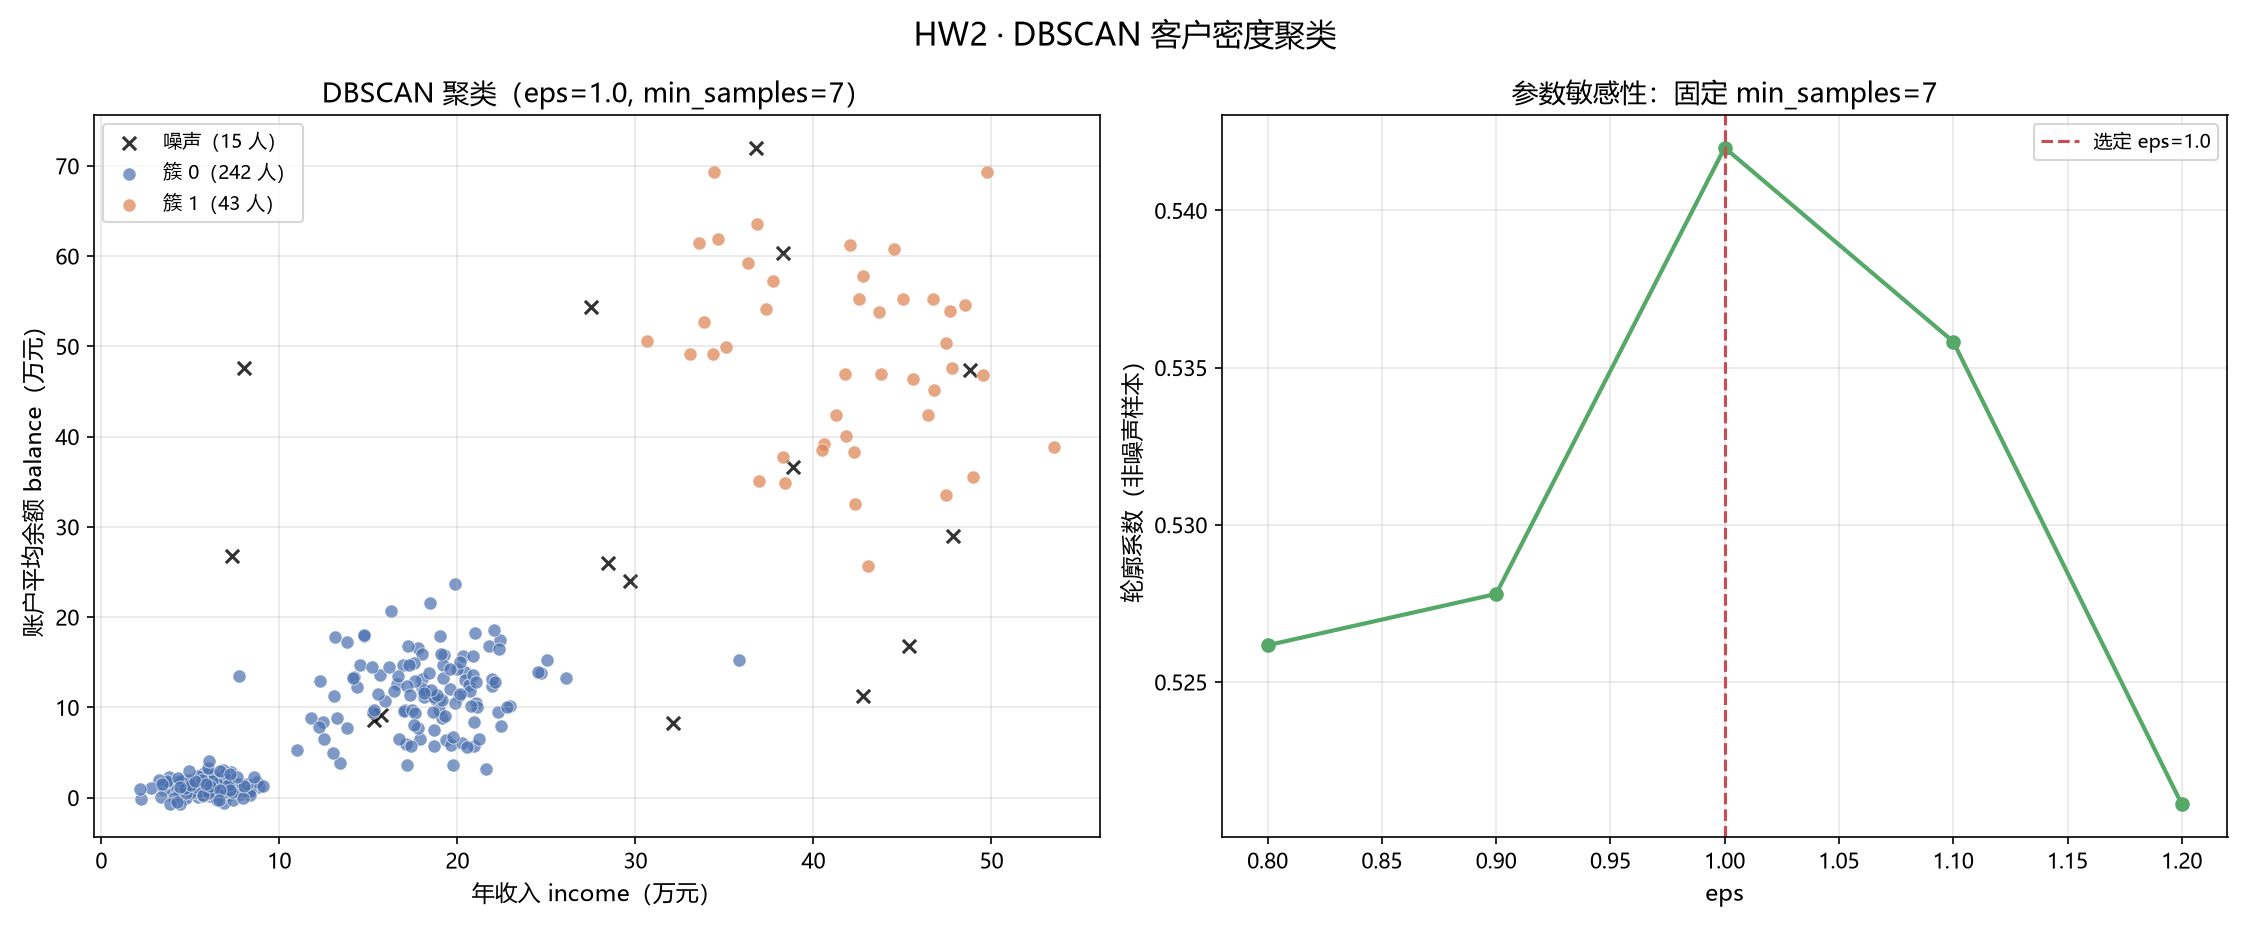 HW2 · DBSCAN 客户密度聚类
DBSCAN 聚类（eps=1.0, min_samples=7）
噪声（15 人）
簇 0（242 人）
簇 1（43 人）
70
60
50
40
30
20
10
0
账户平均余额 balance（万元）
0 10 20 30 40 50
年收入 income（万元）
参数敏感性：固定 min_samples=7
选定 eps=1.0
0.540
0.535
0.530
0.525
轮廓系数（非噪声样本）
0.80 0.85 0.90 0.95 1.00 1.05 1.10 1.15 1.20
eps